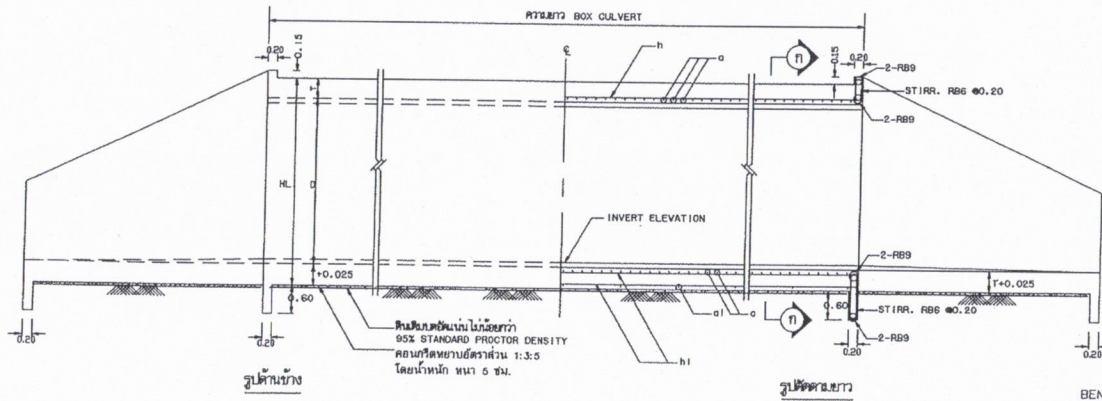 ความยาว BOX CULVERT
0.20
0.15
℄
h
a
ก
0.15
0.20
2-RB9
STIRR. RB6 @0.20
2-RB9
T
HL
D
INVERT ELEVATION
2-RB9
+0.025
T+0.025
0.60
a1
a
ก
0.60
STIRR. RB6 @0.20
2-RB9
h1
0.20
0.20
0.20
0.20
ดินเดิมบดอัดแน่นไม่น้อยกว่า
95% STANDARD PROCTOR DENSITY
คอนกรีตหยาบอัตราส่วน 1:3:5
โดยน้ำหนัก หนา 5 ซม.
รูปด้านข้าง
รูปตัดตามยาว
BEN